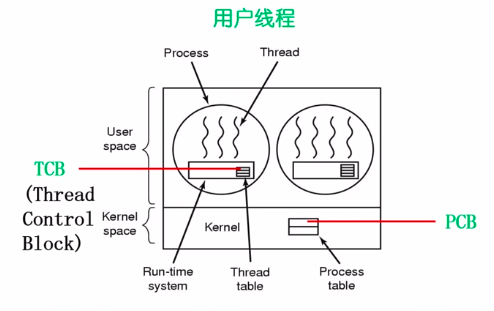 用户线程
Process
Thread
User
space
TCB
(Thread
Control
Block)
Kernel
space
Kernel
PCB
Run-time
system
Thread
table
Process
table